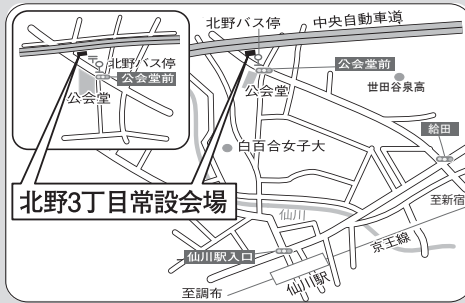 北野バス停
公会堂前
公会堂
北野バス停
中央自動車道
公会堂前
公会堂
世田谷泉高
給田
白百合女子大
北野3丁目常設会場
至新宿
仙川
京王線
仙川駅入口
仙川駅
至調布